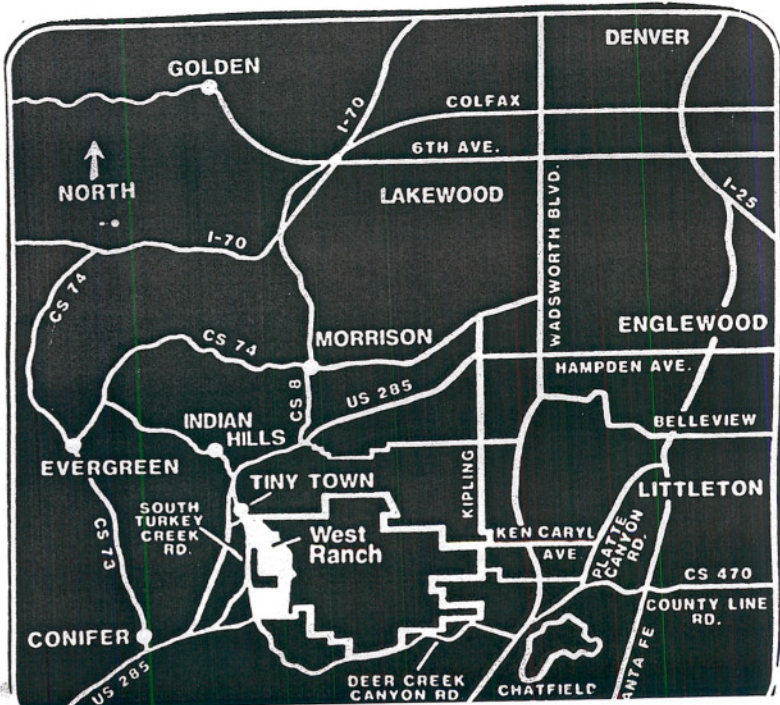 DENVER
GOLDEN
I-70
COLFAX
6TH AVE.
NORTH
LAKEWOOD
I-25
WADSWORTH BLVD.
I-70
CS 74
ENGLEWOOD
CS 74
MORRISON
HAMPDEN AVE.
CS 8
US 285
INDIAN
HILLS
BELLEVIEW
EVERGREEN
TINY TOWN
KIPLING
LITTLETON
SOUTH
TURKEY
CREEK
RD.
West
Ranch
KEN CARYL
AVE
PLATTE
CANYON
RD.
CS 73
CS 470
COUNTY LINE
RD.
CONIFER
US 285
DEER CREEK
CANYON RD
CHATFIELD
ANTA FE